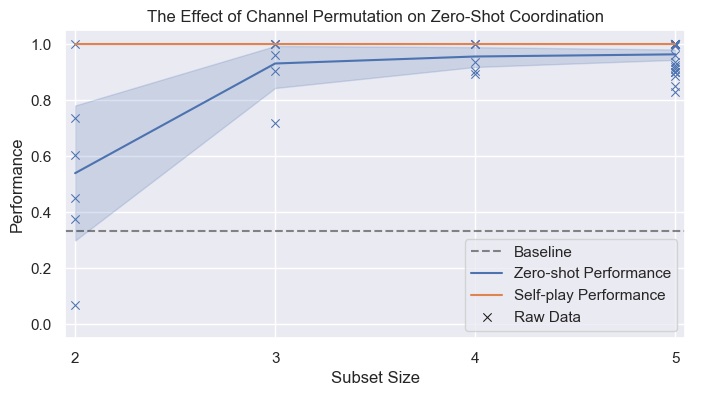 The Effect of Channel Permutation on Zero-Shot Coordination
Performance
1.0
0.8
0.6
0.4
0.2
0.0
Baseline
Zero-shot Performance
Self-play Performance
Raw Data
2
3
4
5
Subset Size